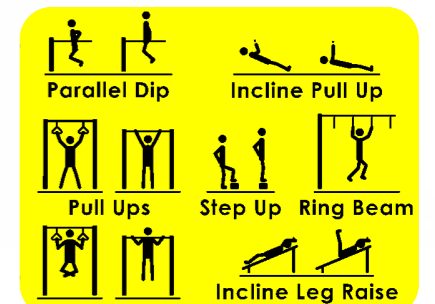 Parallel Dip
Incline Pull Up
Pull Ups
Step Up
Ring Beam
Incline Leg Raise